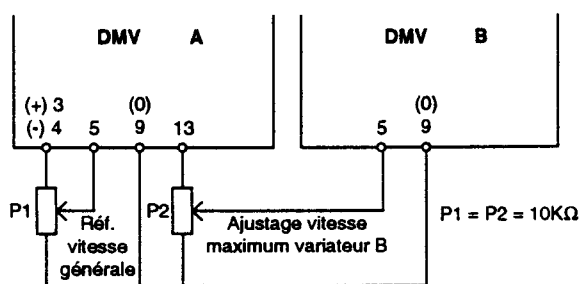 DMV A
DMV B
(+) 3 (0)
(-) 4 5 9 13
(0)
5 9
P1
Réf.
vitesse
générale
P2
Ajustage vitesse
maximum variateur B
P1 = P2 = 10KΩ